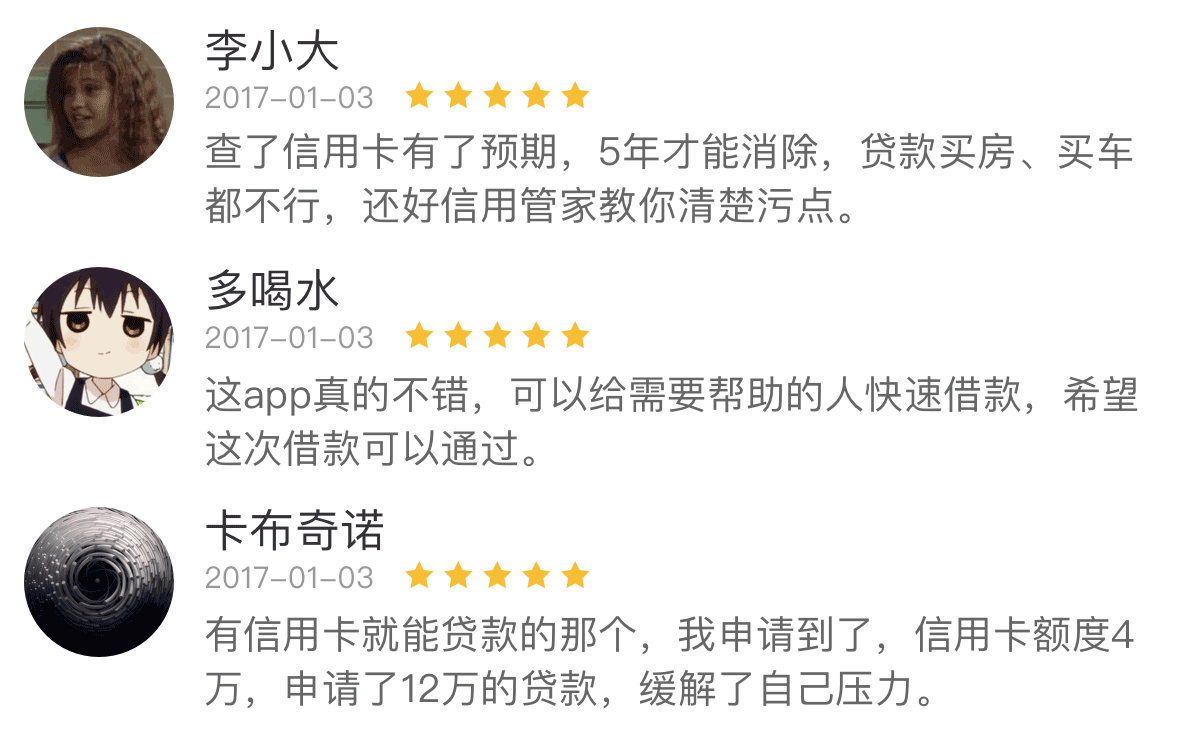 李小大
2017-01-03
查了信用卡有了预期，5年才能消除，贷款买房、买车
都不行，还好信用管家教你清楚污点。
多喝水
2017-01-03
这app真的不错，可以给需要帮助的人快速借款，希望
这次借款可以通过。
卡布奇诺
2017-01-03
有信用卡就能贷款的那个，我申请到了，信用卡额度4
万，申请了12万的贷款，缓解了自己压力。